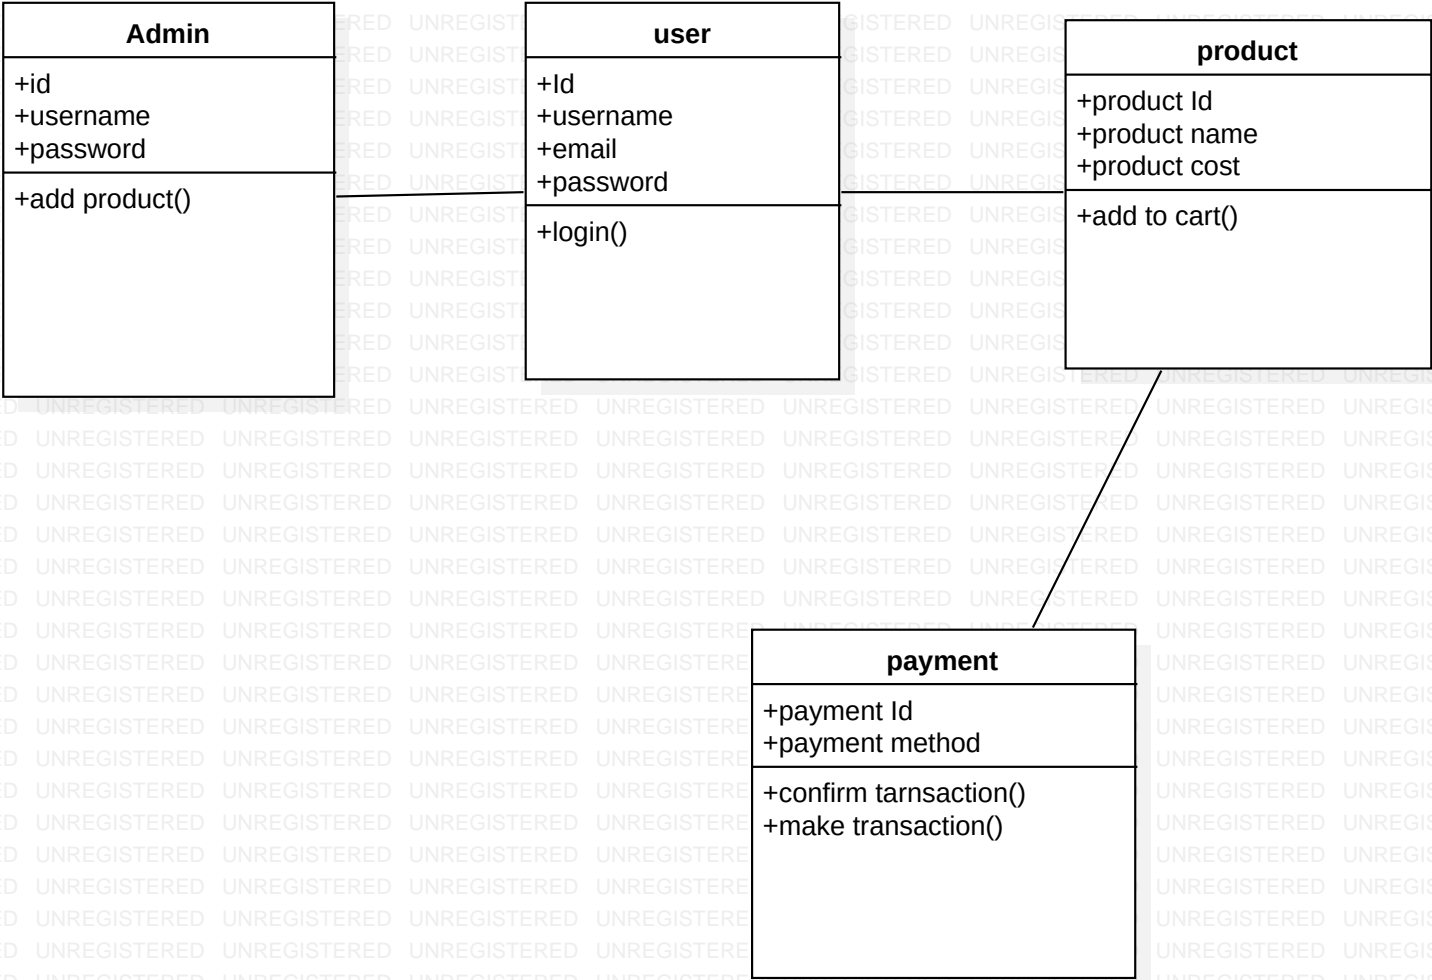 Admin
+id
+username
+password
+add product()
user
+Id
+username
+email
+password
+login()
product
+product Id
+product name
+product cost
+add to cart()
payment
+payment Id
+payment method
+confirm tarnsaction()
+make transaction()
UNREGISTERED